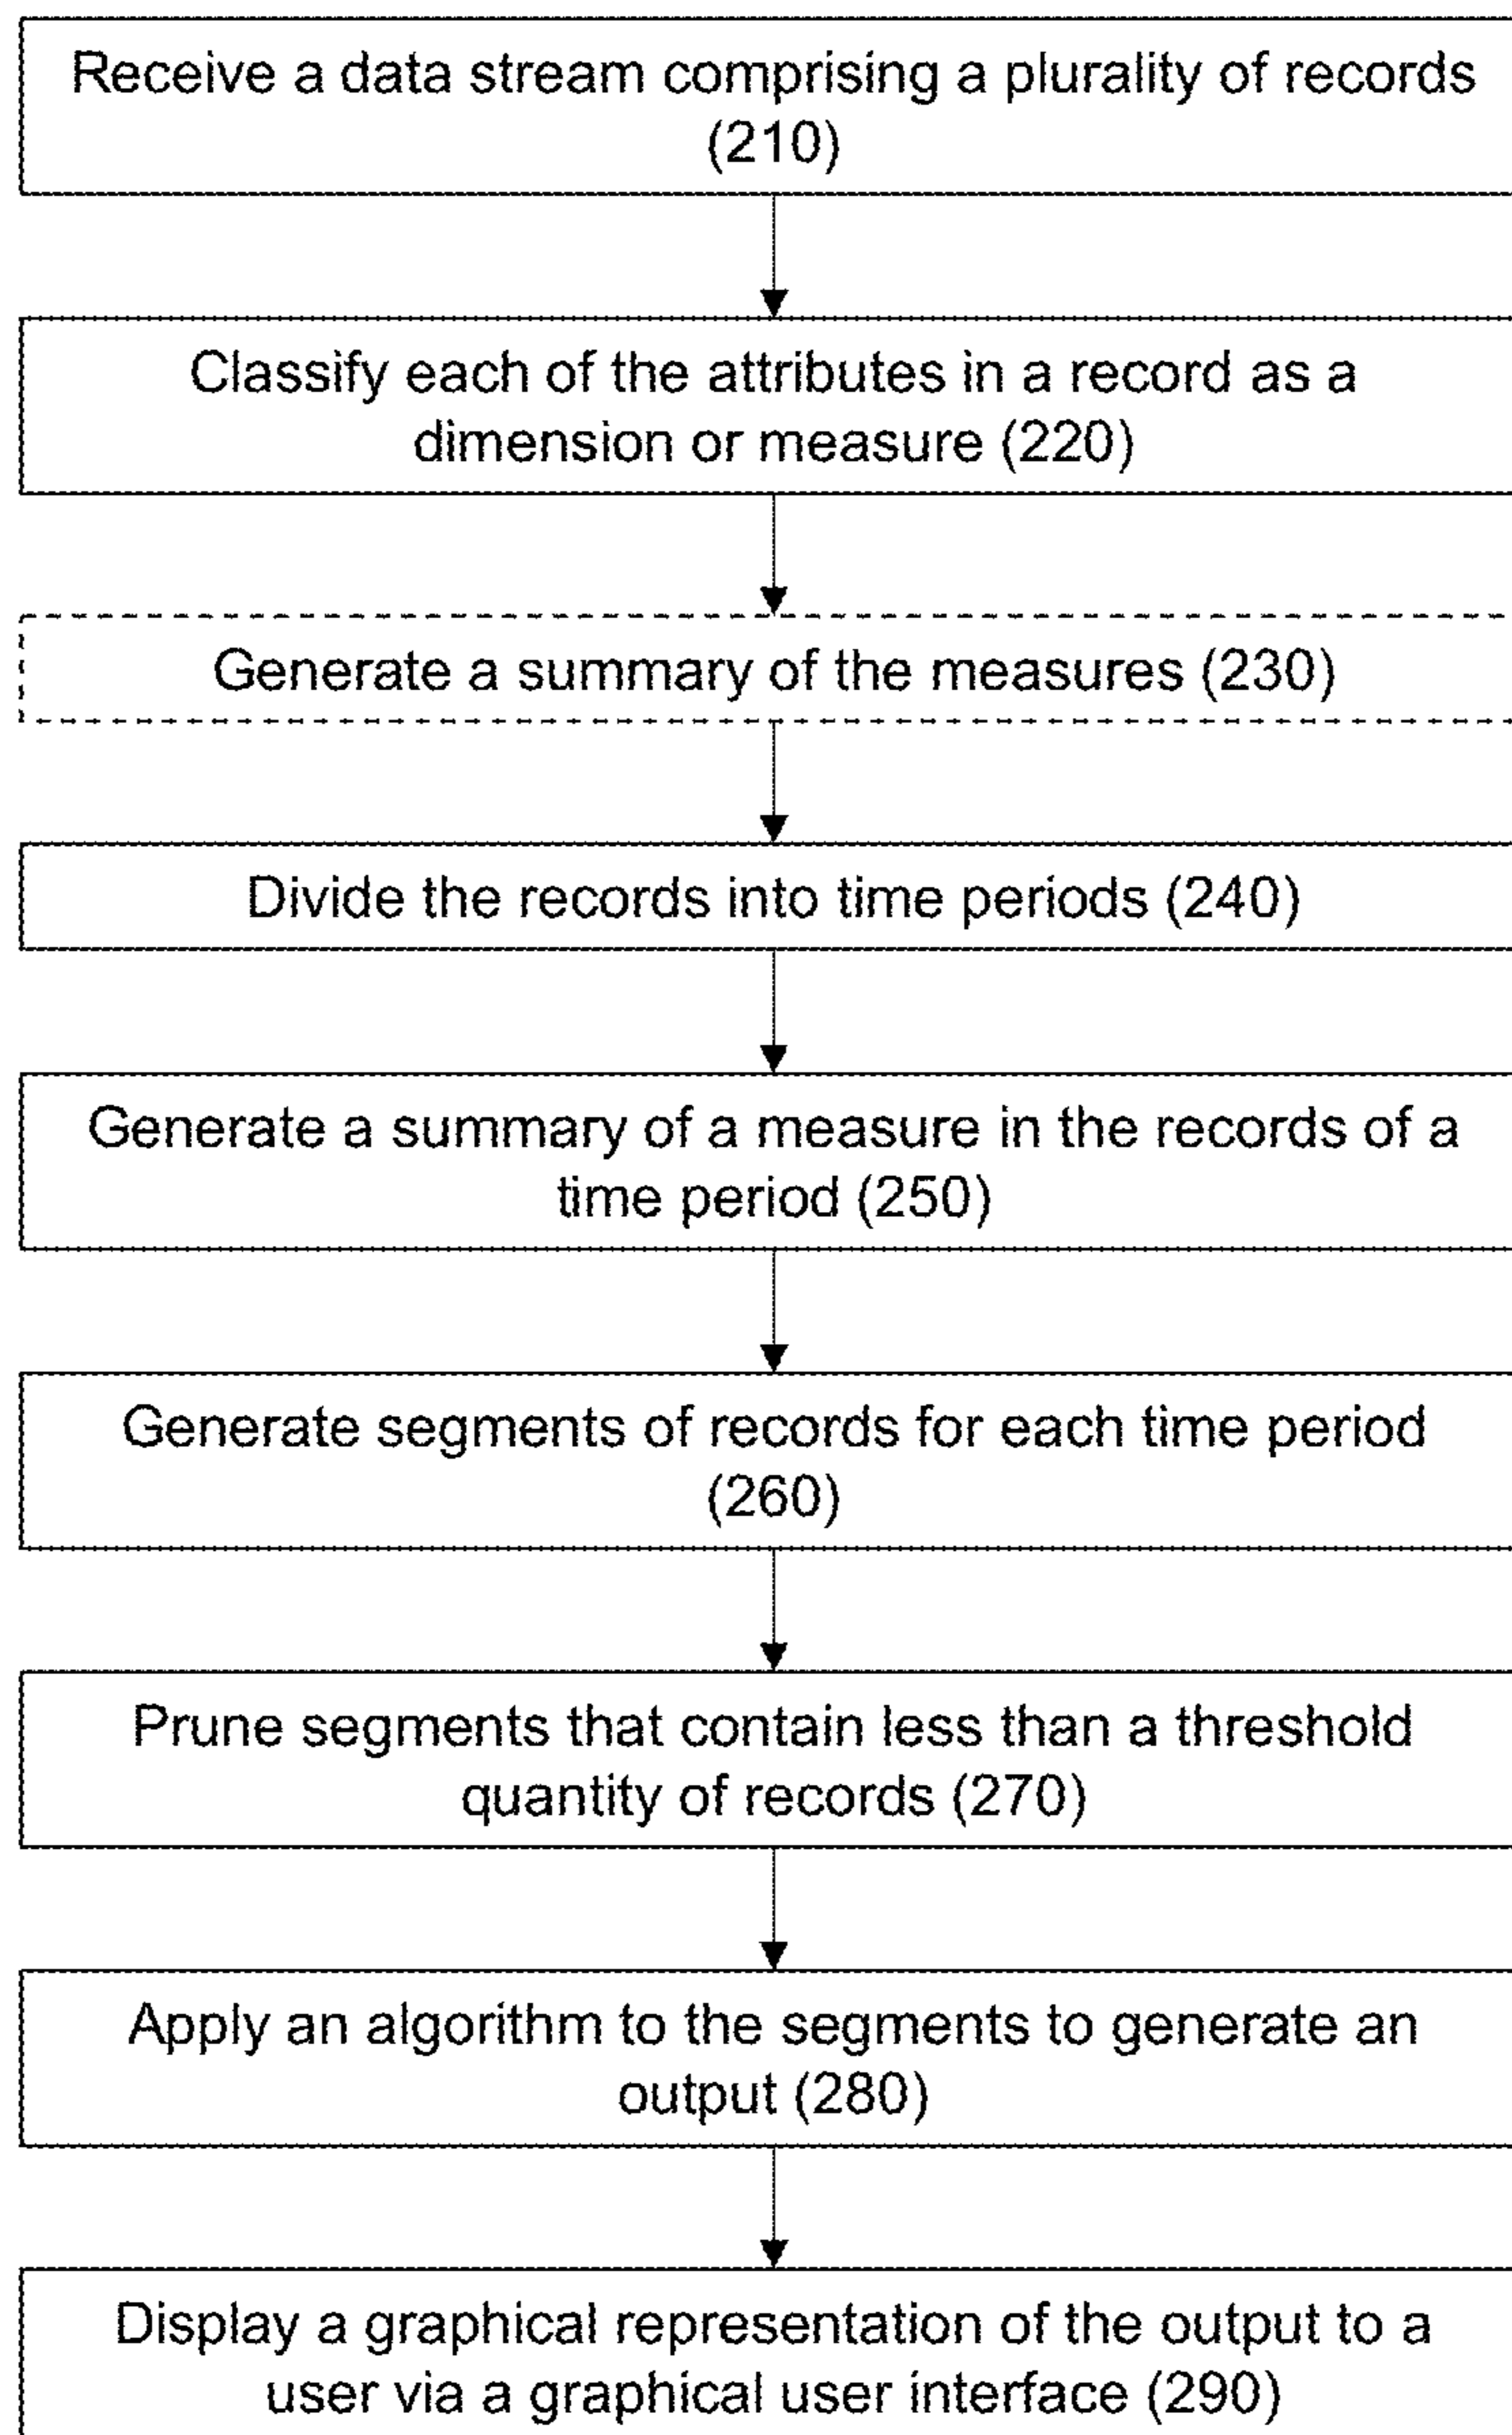 Receive a data stream comprising a plurality of records
(210)
Classify each of the attributes in a record as a
dimension or measure (220)
Generate a summary of the measures (230)
Divide the records into time periods (240)
Generate a summary of a measure in the records of a
time period (250)
Generate segments of records for each time period
(260)
Prune segments that contain less than a threshold
quantity of records (270)
Apply an algorithm to the segments to generate an
output (280)
Display a graphical representation of the output to a
user via a graphical user interface (290)